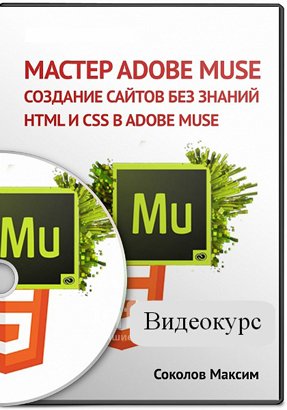 МАСТЕР ADOBE MUSE
СОЗДАНИЕ САЙТОВ БЕЗ ЗНАНИЙ
HTML И CSS В ADOBE MUSE
Mu
Mu
Видеокурс
Соколов Максим